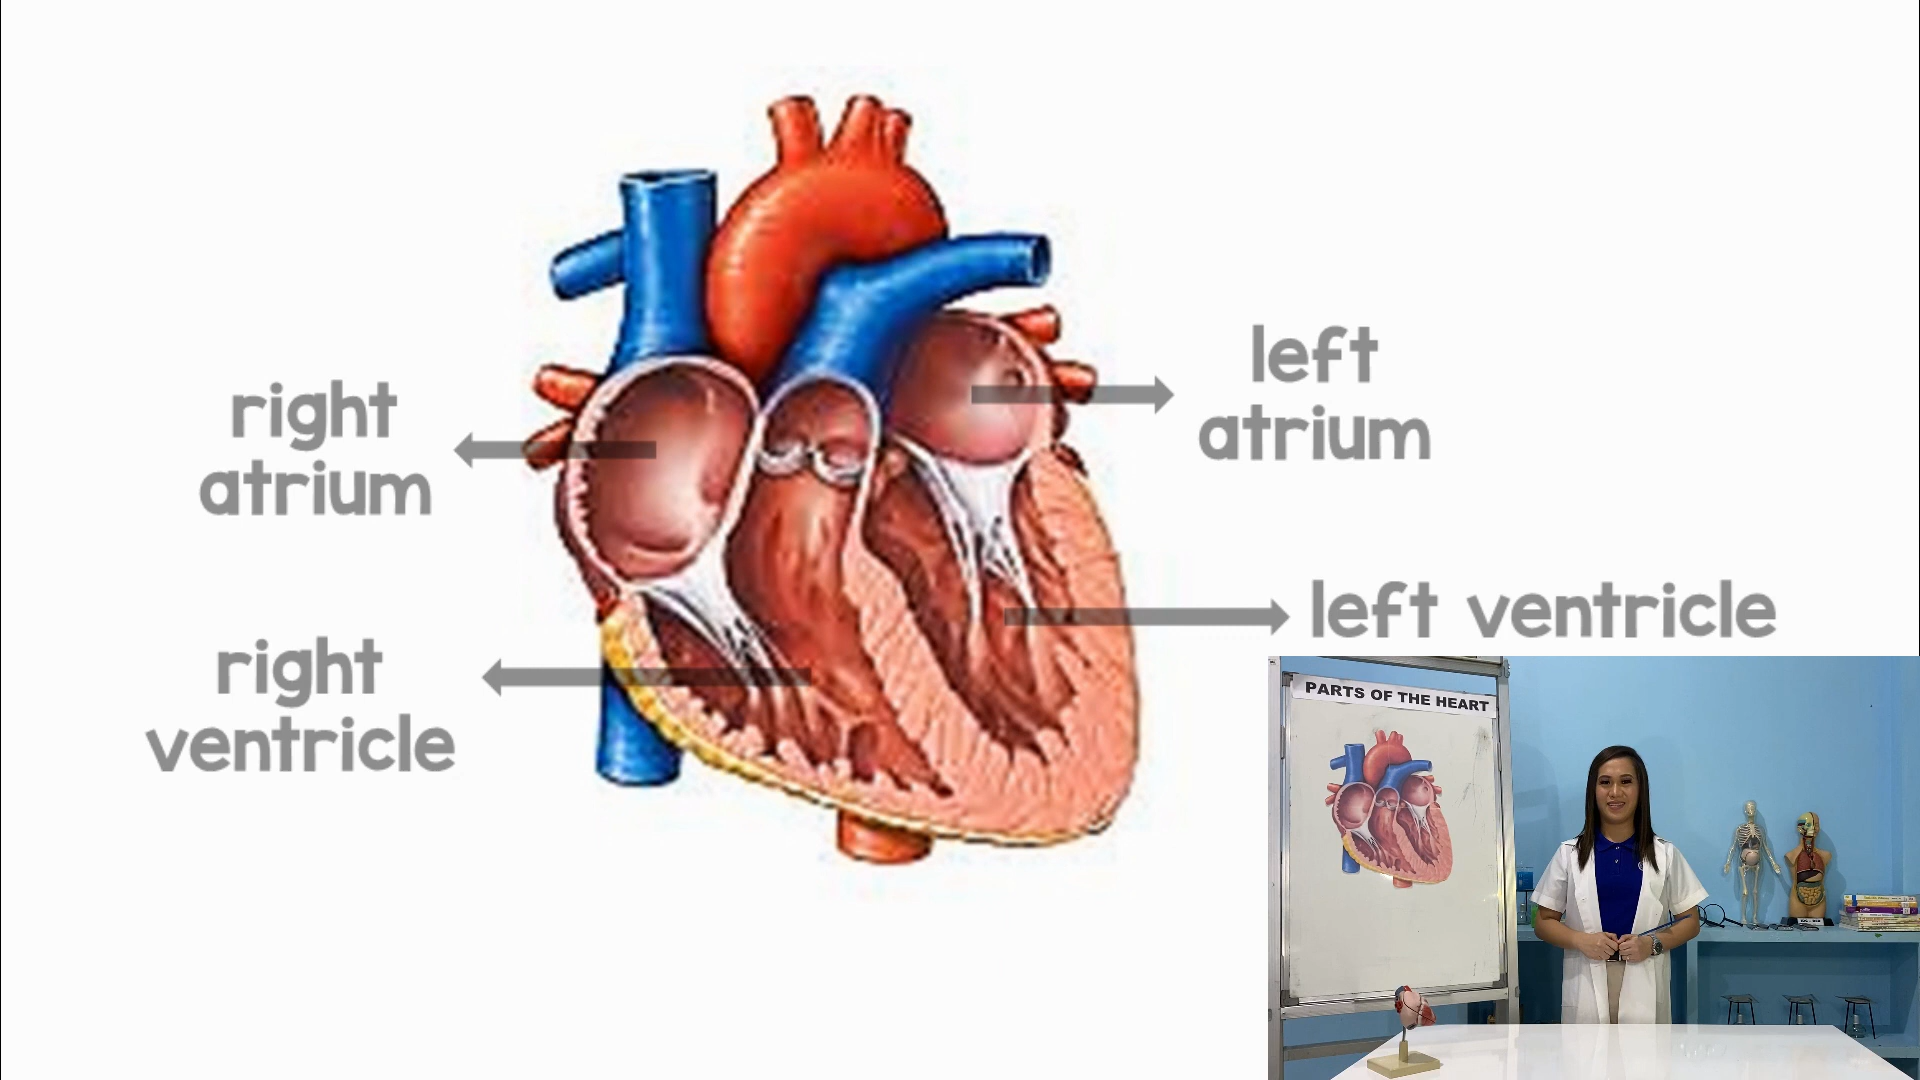 left
atrium
right
atrium
left ventricle
right
ventricle
PARTS OF THE HEART